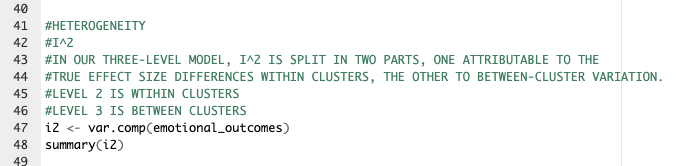 40
41 #HETEROGENEITY
42 #I^2
43 #IN OUR THREE-LEVEL MODEL, I^2 IS SPLIT IN TWO PARTS, ONE ATTRIBUTABLE TO THE
44 #TRUE EFFECT SIZE DIFFERENCES WITHIN CLUSTERS, THE OTHER TO BETWEEN-CLUSTER VARIATION.
45 #LEVEL 2 IS WTIHIN CLUSTERS
46 #LEVEL 3 IS BETWEEN CLUSTERS
47 i2 <- var.comp(emotional_outcomes)
48 summary(i2)
49